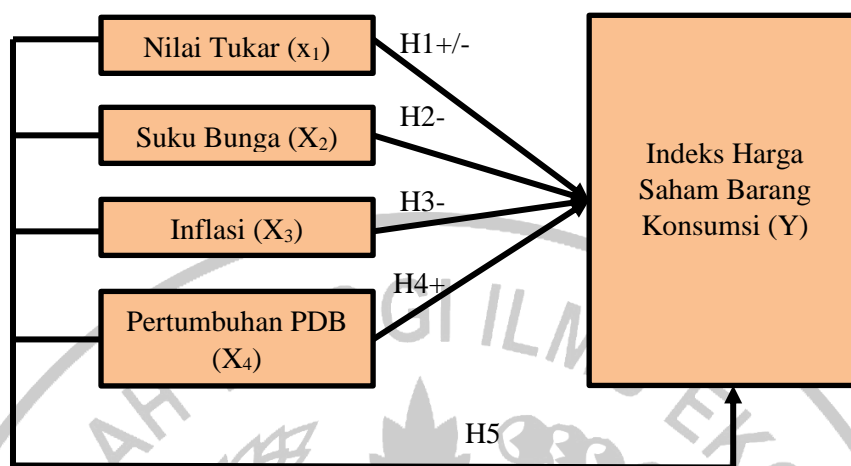 Nilai Tukar (x₁)
H1+/-
Suku Bunga (X₂)
H2-
Inflasi (X₃)
H3-
Pertumbuhan PDB
(X₄)
H4+
Indeks Harga
Saham Barang
Konsumsi (Y)
H5